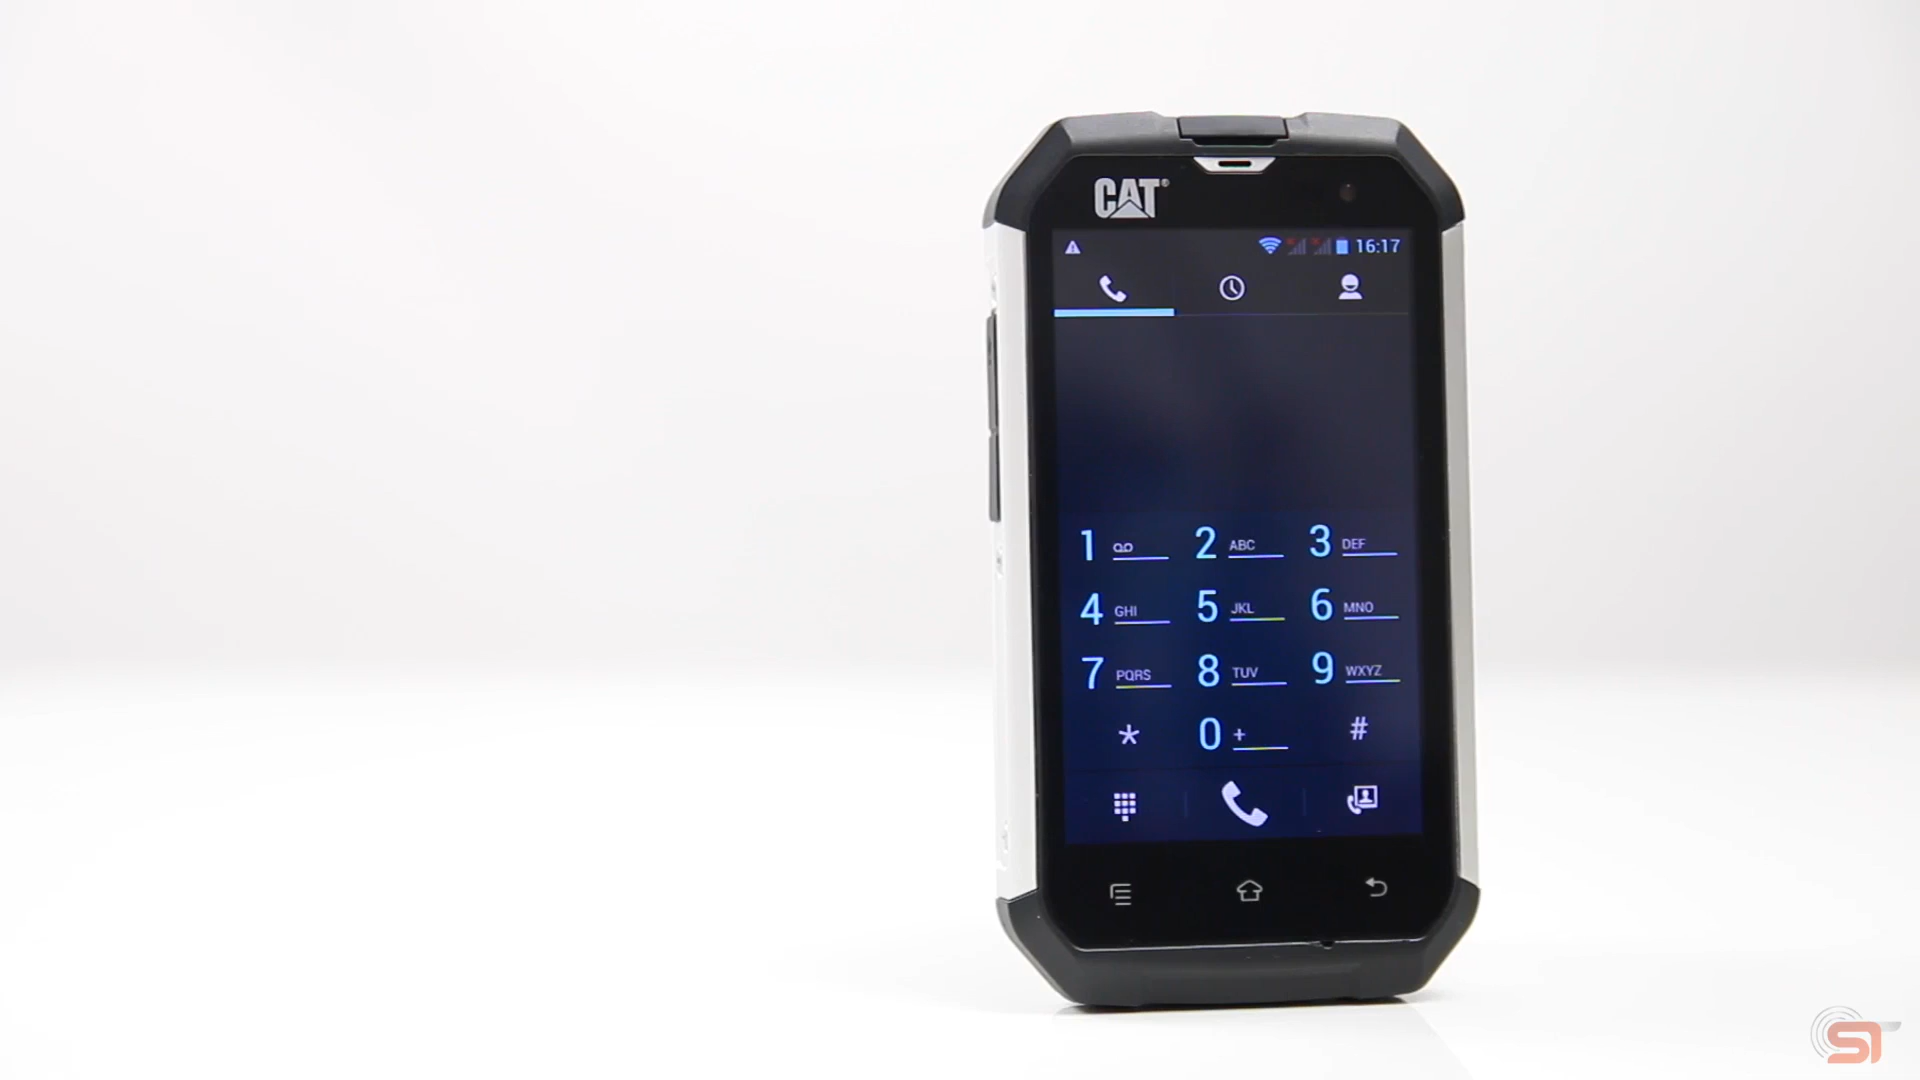 CAT®
16:17
1 2 ABC 3 DEF
4 GHI 5 JKL 6 MNO
7 PQRS 8 TUV 9 WXYZ
* 0 + #
ST